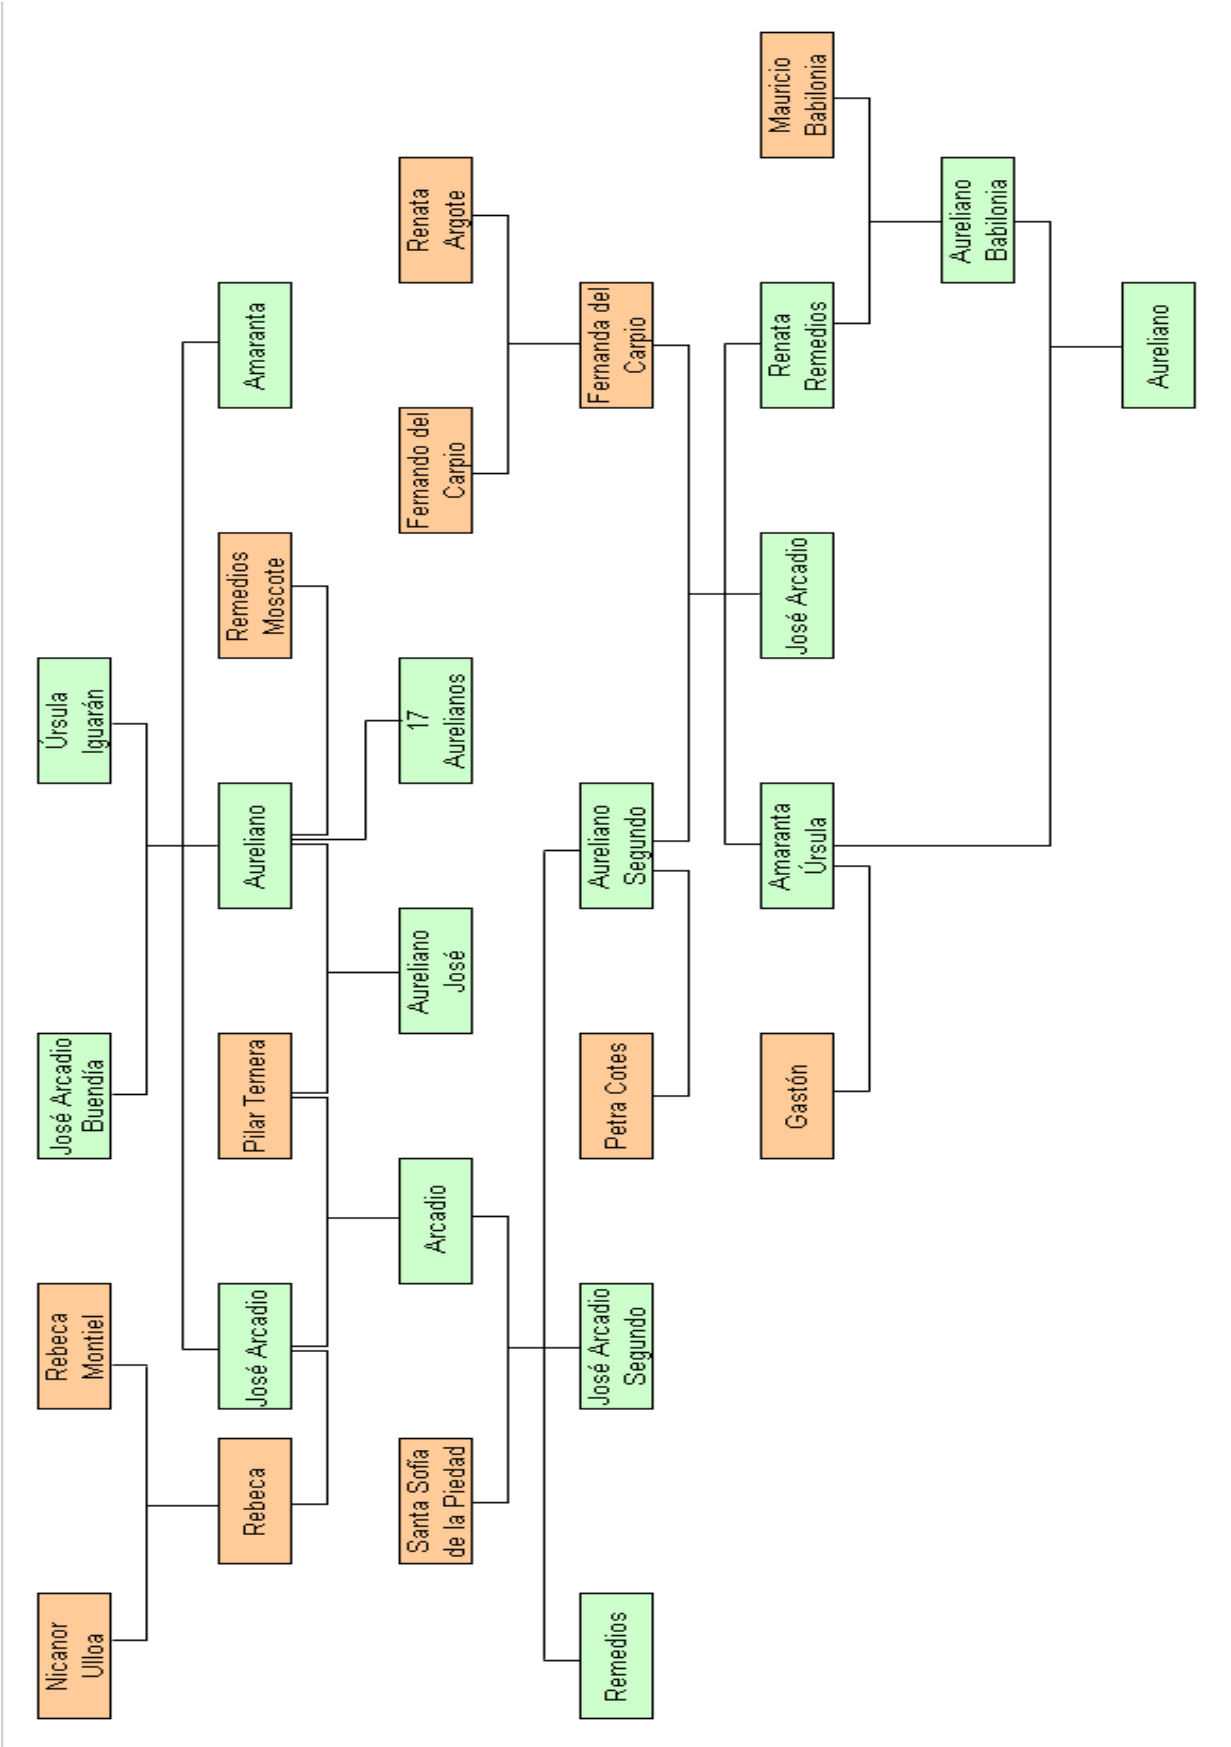 Nicanor
Ulloa
Rebeca
Montiel
José Arcadio
Buendía
Úrsula
Iguarán
Rebeca
José Arcadio
Pilar Ternera
Aureliano
Remedios
Moscote
Amaranta
Santa Sofía
de la Piedad
Arcadio
Aureliano
José
17
Aurelianos
Fernando del
Carpio
Renata
Argote
Remedios
José Arcadio
Segundo
Petra Cotes
Aureliano
Segundo
Fernanda del
Carpio
Gastón
Amaranta
Úrsula
José Arcadio
Renata
Remedios
Mauricio
Babilonia
Aureliano
Babilonia
Aureliano